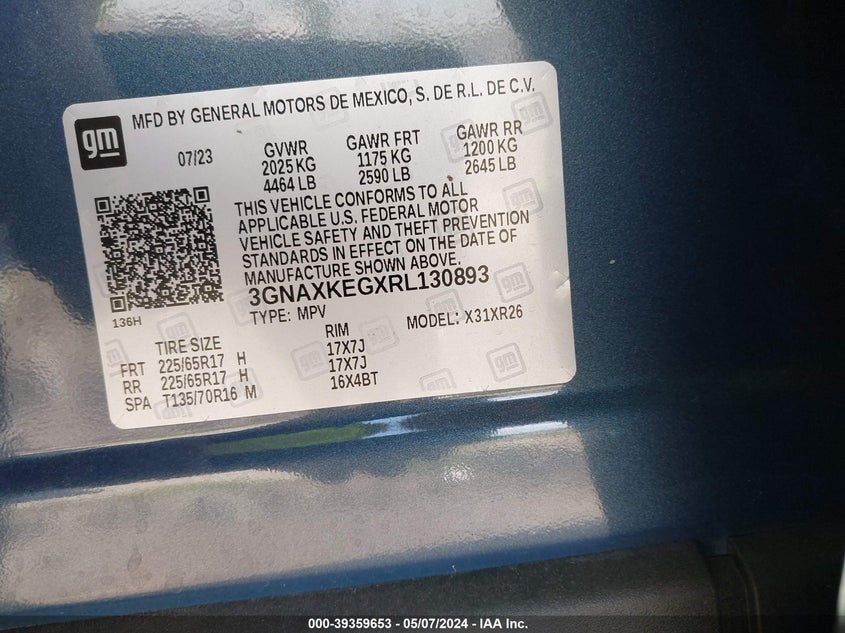 gm
MFD BY GENERAL MOTORS DE MEXICO, S. DE R.L. DE C.V.
07/23
GVWR GAWR FRT GAWR RR
2025 KG 1175 KG 1200 KG
4464 LB 2590 LB 2645 LB
THIS VEHICLE CONFORMS TO ALL
APPLICABLE U.S. FEDERAL MOTOR
VEHICLE SAFETY AND THEFT PREVENTION
STANDARDS IN EFFECT ON THE DATE OF
MANUFACTURE SHOWN ABOVE.
3GNAXKEGXRL130893
136H
TYPE: MPV MODEL: X31XR26
TIRE SIZE RIM
FRT 225/65R17 H 17X7J
RR 225/65R17 H 17X7J
SPA T135/70R16 M 16X4BT
000-39359653 - 05/07/2024 - IAA Inc.